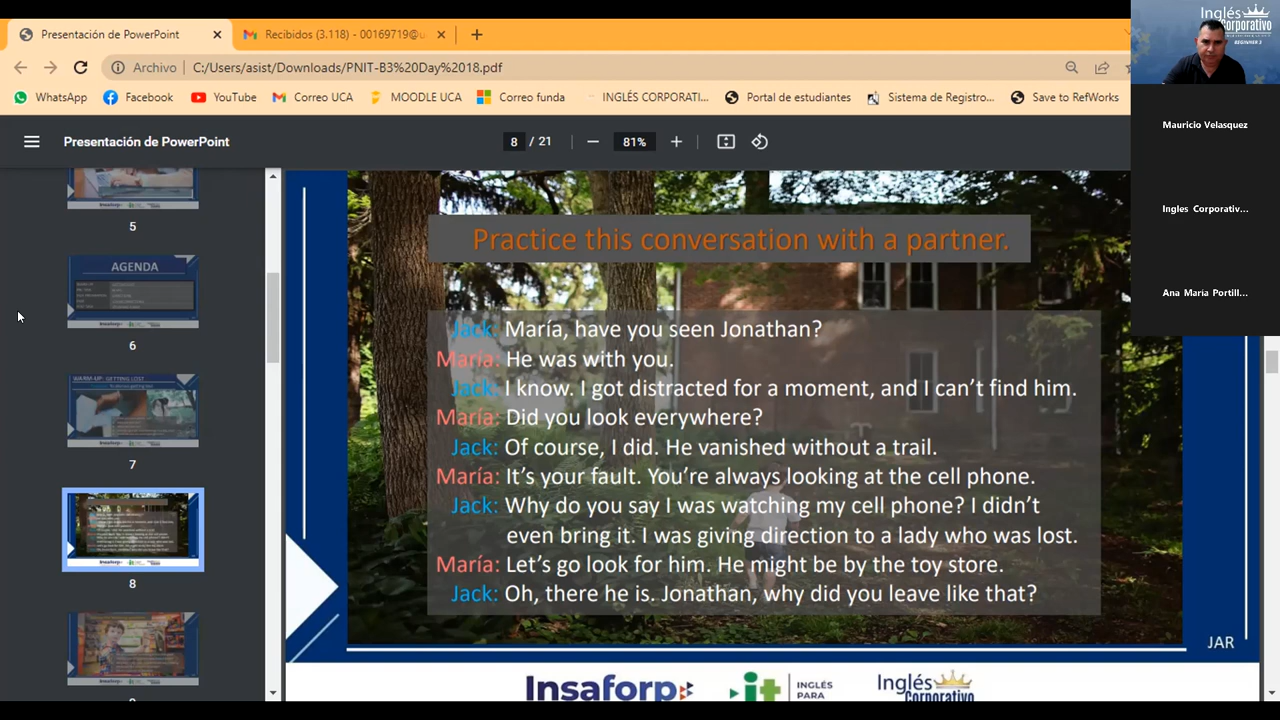 Presentación de PowerPoint
Recibidos (3.118) - 00169719@u
Archivo | C:/Users/asist/Downloads/PNIT-B3%20Day%2018.pdf
WhatsApp Facebook YouTube Correo UCA MOODLE UCA Correo funda INGLÉS CORPORATI... Portal de estudiantes Sistema de Registro... Save to RefWorks
Presentación de PowerPoint
8 / 21
81%
Inglés
Corporativo
BEGINNER 3
Mauricio Velasquez
Ingles Corporativ...
Ana Maria Portill...
5
AGENDA
6
WARM-UP: GETTING LOST
7
8
Practice this conversation with a partner.
Jack: María, have you seen Jonathan?
María: He was with you.
Jack: I know. I got distracted for a moment, and I can't find him.
María: Did you look everywhere?
Jack: Of course, I did. He vanished without a trail.
María: It's your fault. You're always looking at the cell phone.
Jack: Why do you say I was watching my cell phone? I didn't
even bring it. I was giving direction to a lady who was lost.
María: Let's go look for him. He might be by the toy store.
Jack: Oh, there he is. Jonathan, why did you leave like that?
JAR
Insaforp
it
INGLÉS
PARA
Inglés
Corporativo